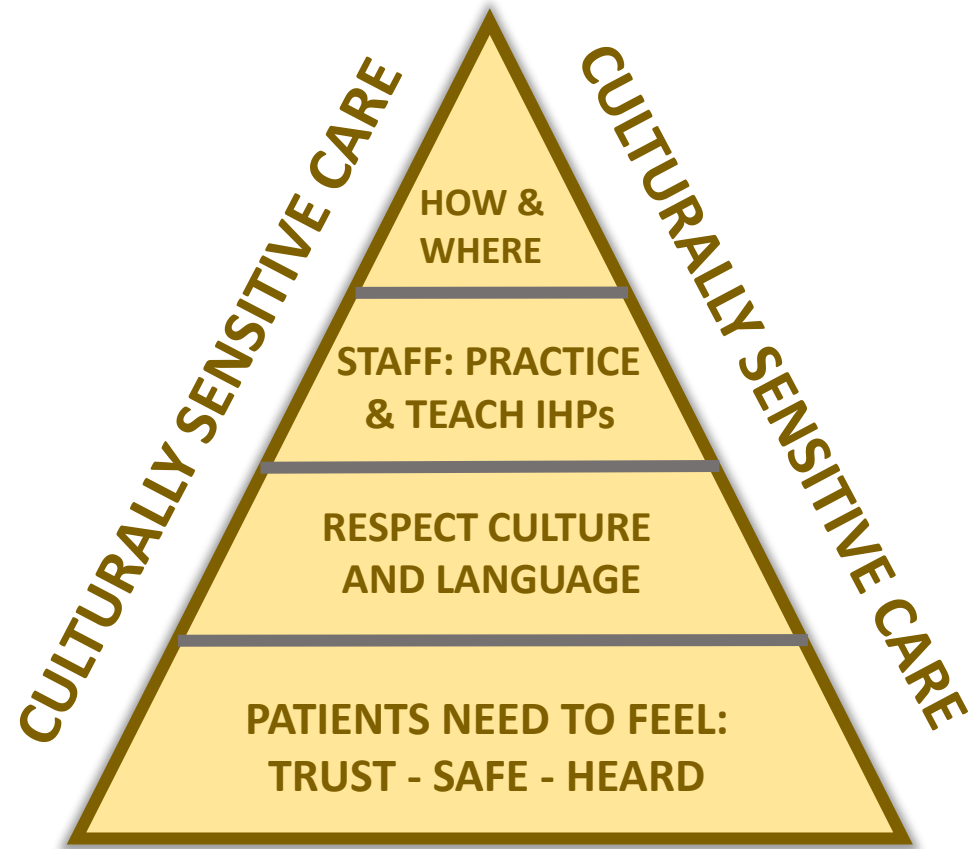 CULTURALLY SENSITIVE CARE
CULTURALLY SENSITIVE CARE
HOW &
WHERE
STAFF: PRACTICE
& TEACH IHPs
RESPECT CULTURE
AND LANGUAGE
PATIENTS NEED TO FEEL:
TRUST - SAFE - HEARD